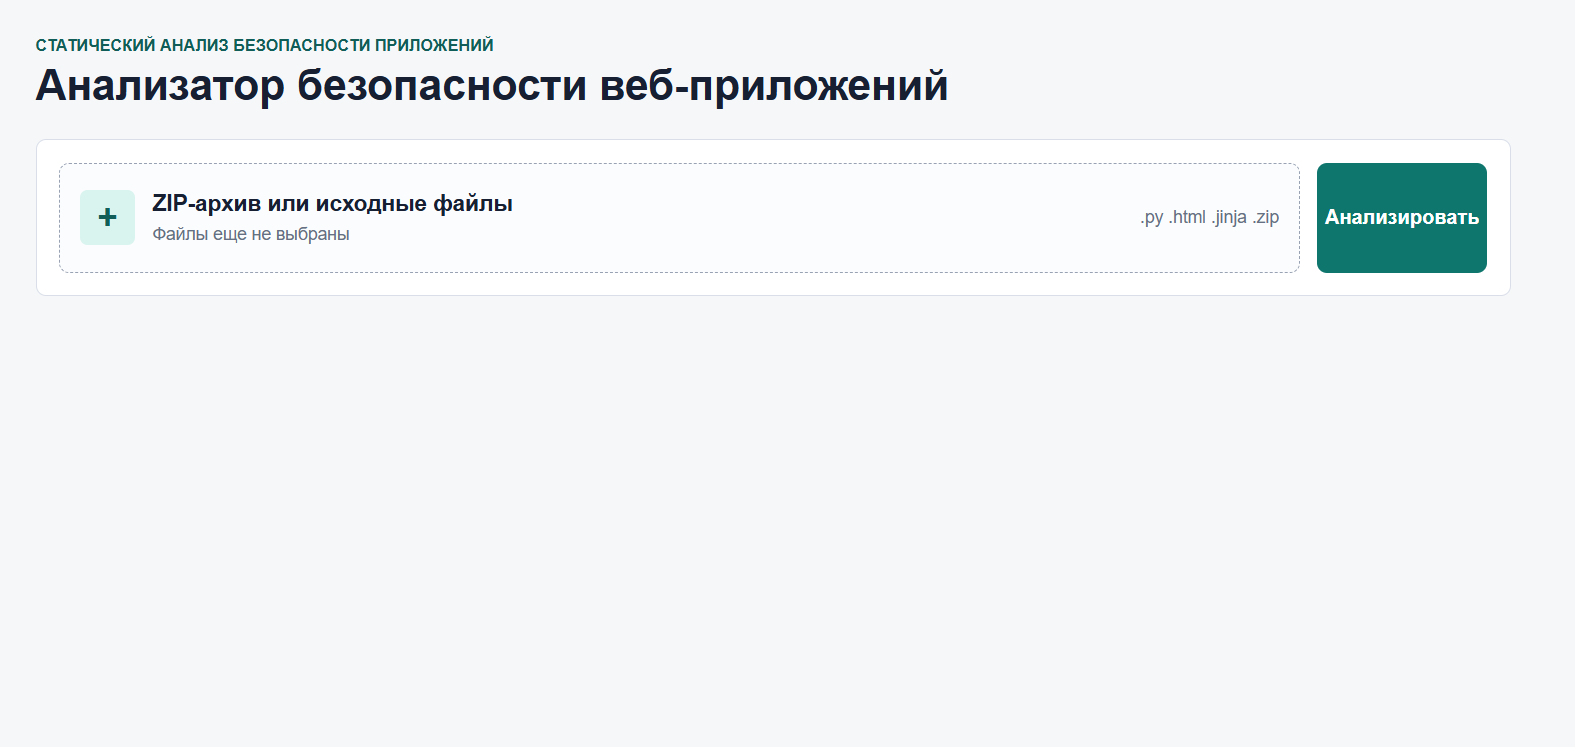 СТАТИЧЕСКИЙ АНАЛИЗ БЕЗОПАСНОСТИ ПРИЛОЖЕНИЙ
Анализатор безопасности веб-приложений
+
ZIP-архив или исходные файлы
Файлы еще не выбраны
.py .html .jinja .zip
Анализировать